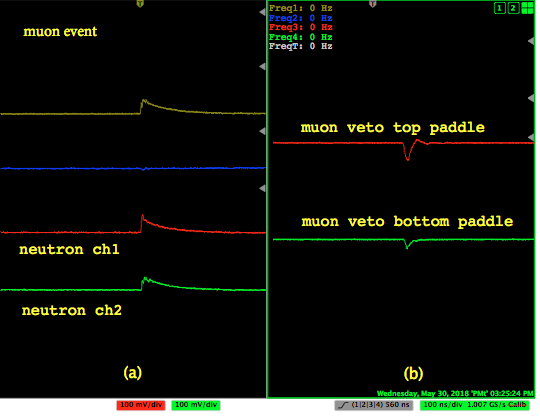 T
muon event
neutron ch1
neutron ch2
(a)
100 mV/div
100 mV/div
T
Freq1: 0 Hz
Freq2: 0 Hz
Freq3: 0 Hz
Freq4: 0 Hz
FreqT: 0 Hz
1
2
muon veto top paddle
muon veto bottom paddle
(b)
Wednesday, May 30, 2018 'PMt' 03:25:24 PM
(1|2|3|4) 560 ns
100 ns/div
1.007 GS/s Calib